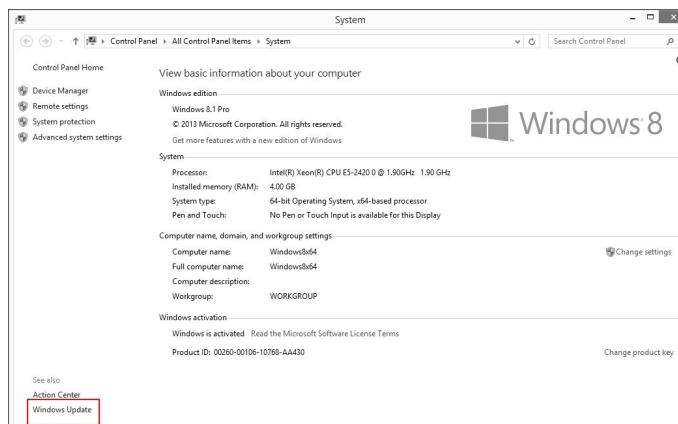 System
Control Panel ▸ All Control Panel Items ▸ System
Search Control Panel
Control Panel Home
Device Manager
Remote settings
System protection
Advanced system settings
See also
Action Center
Windows Update
View basic information about your computer
Windows edition
Windows 8.1 Pro
© 2013 Microsoft Corporation. All rights reserved.
Get more features with a new edition of Windows
Windows 8
System
Processor: Intel(R) Xeon(R) CPU E5-2420 0 @ 1.90GHz 1.90 GHz
Installed memory (RAM): 4.00 GB
System type: 64-bit Operating System, x64-based processor
Pen and Touch: No Pen or Touch Input is available for this Display
Computer name, domain, and workgroup settings
Computer name: Windows8x64
Change settings
Full computer name: Windows8x64
Computer description:
Workgroup: WORKGROUP
Windows activation
Windows is activated Read the Microsoft Software License Terms
Product ID: 00260-00106-10768-AA430
Change product key